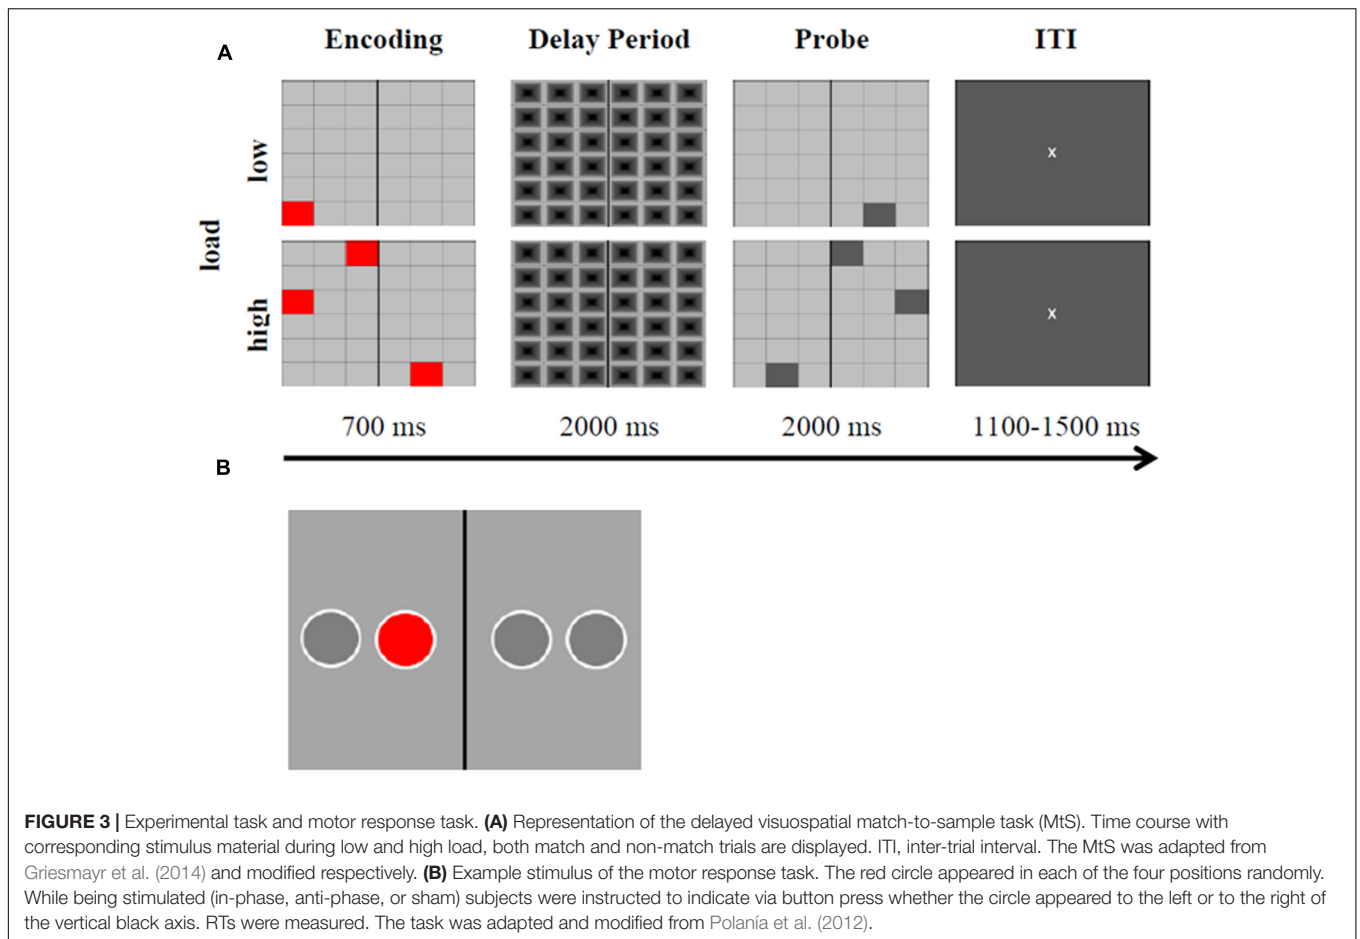 A
Encoding Delay Period Probe ITI
load
low
x
high
x
700 ms 2000 ms 2000 ms 1100-1500 ms
B
FIGURE 3 | Experimental task and motor response task. (A) Representation of the delayed visuospatial match-to-sample task (MtS). Time course with
corresponding stimulus material during low and high load, both match and non-match trials are displayed. ITI, inter-trial interval. The MtS was adapted from
Griesmayr et al. (2014) and modified respectively. (B) Example stimulus of the motor response task. The red circle appeared in each of the four positions randomly.
While being stimulated (in-phase, anti-phase, or sham) subjects were instructed to indicate via button press whether the circle appeared to the left or to the right of
the vertical black axis. RTs were measured. The task was adapted and modified from Polanía et al. (2012).